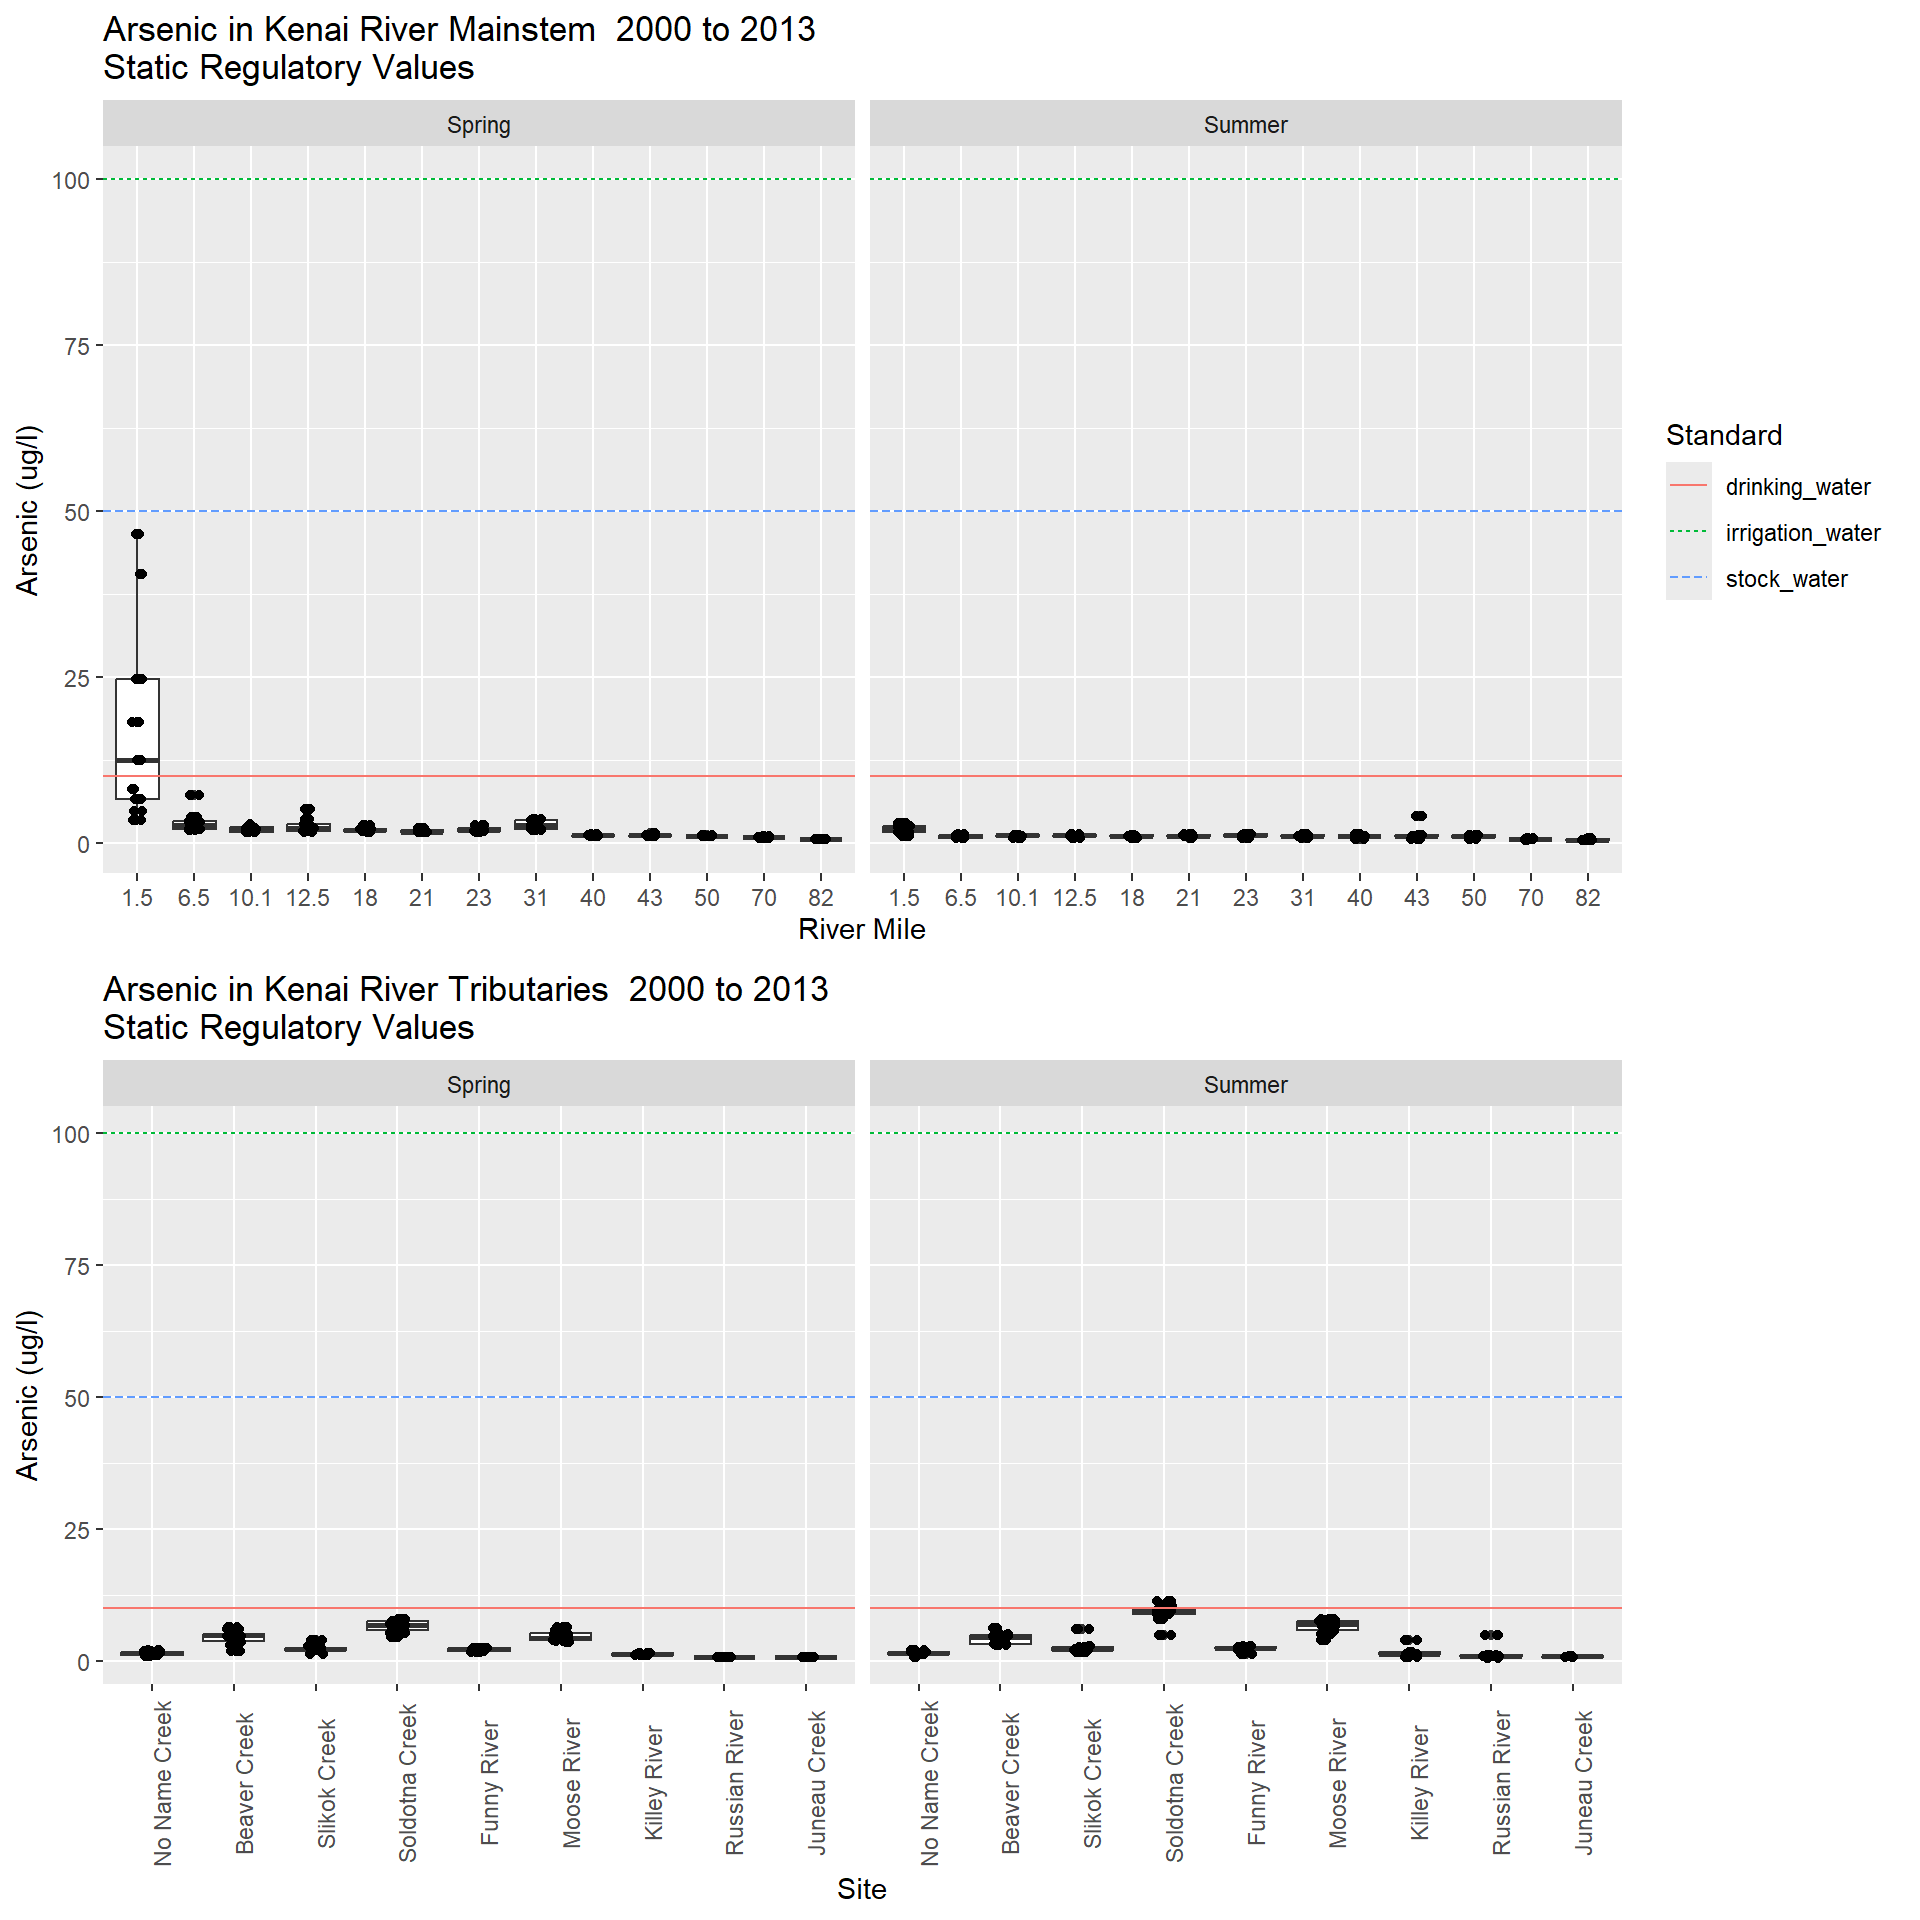 Arsenic in Kenai River Mainstem  2000 to 2013
Static Regulatory Values
Spring
Summer
100
75
50
25
0
Arsenic (ug/l)
1.5 6.5 10.1 12.5 18 21 23 31 40 43 50 70 82
1.5 6.5 10.1 12.5 18 21 23 31 40 43 50 70 82
River Mile
Standard
drinking_water
irrigation_water
stock_water
Arsenic in Kenai River Tributaries  2000 to 2013
Static Regulatory Values
Spring
Summer
100
75
50
25
0
Arsenic (ug/l)
No Name Creek
Beaver Creek
Slikok Creek
Soldotna Creek
Funny River
Moose River
Killey River
Russian River
Juneau Creek
No Name Creek
Beaver Creek
Slikok Creek
Soldotna Creek
Funny River
Moose River
Killey River
Russian River
Juneau Creek
Site